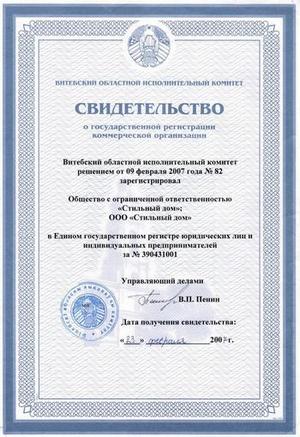 ВИТЕБСКИЙ ОБЛАСТНОЙ ИСПОЛНИТЕЛЬНЫЙ КОМИТЕТ
СВИДЕТЕЛЬСТВО
о государственной регистрации
коммерческой организации
Витебский областной исполнительный комитет
решением от 09 февраля 2007 года № 82
зарегистрировал
Общество с ограниченной ответственностью
«Стильный дом»;
ООО «Стильный дом»
в Едином государственном регистре юридических лиц и
индивидуальных предпринимателей
за № 390431001
Управляющий делами
В.П. Пенин
Дата получения свидетельства:
« 23 » февраля 2007г.